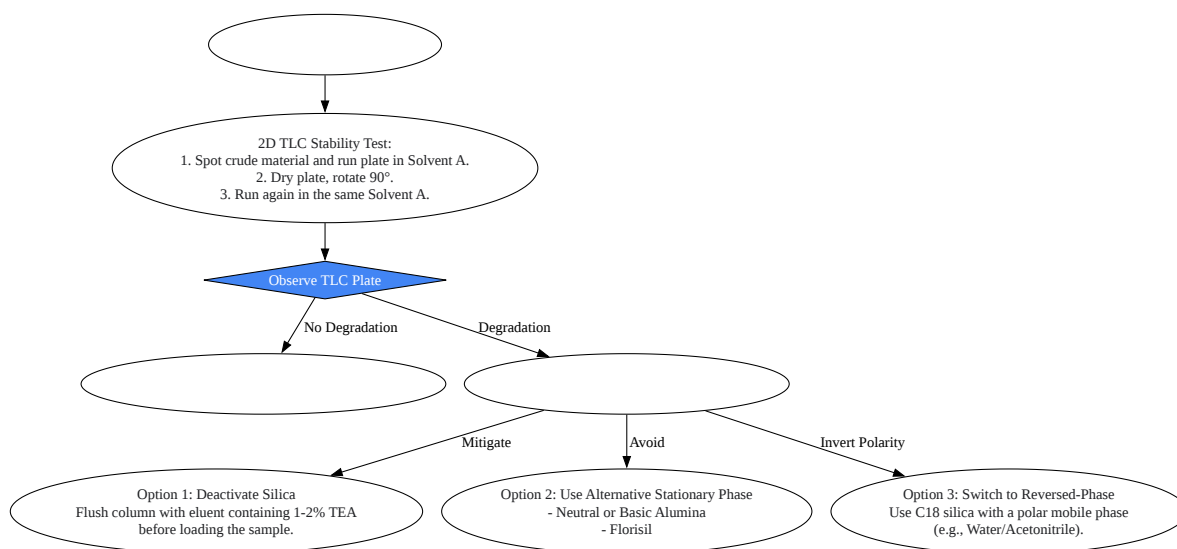 2D TLC Stability Test:
1. Spot crude material and run plate in Solvent A.
2. Dry plate, rotate 90°.
3. Run again in the same Solvent A.
Observe TLC Plate
No Degradation
Degradation
Mitigate
Avoid
Invert Polarity
Option 1: Deactivate Silica
Flush column with eluent containing 1-2% TEA
before loading the sample.
Option 2: Use Alternative Stationary Phase
- Neutral or Basic Alumina
- Florisil
Option 3: Switch to Reversed-Phase
Use C18 silica with a polar mobile phase
(e.g., Water/Acetonitrile).